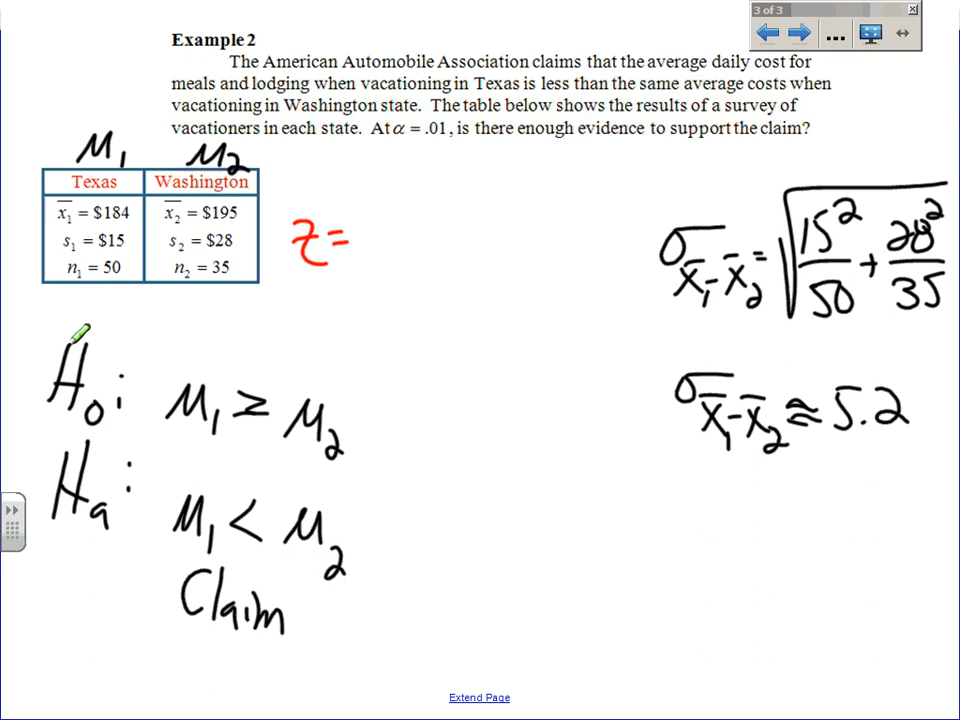 3 of 3
Example 2
The American Automobile Association claims that the average daily cost for
meals and lodging when vacationing in Texas is less than the same average costs when
vacationing in Washington state. The table below shows the results of a survey of
vacationers in each state. At α = .01, is there enough evidence to support the claim?
μ₁ μ₂
Texas Washington
x̄₁ = $184 x̄₂ = $195
s₁ = $15 s₂ = $28
n₁ = 50 n₂ = 35
z =
σx̄₁-x̄₂ = √(15²/50 + 28²/35)
H₀: μ₁ ≥ μ₂
σx̄₁-x̄₂ ≈ 5.2
Hₐ: μ₁ < μ₂
Claim
Extend Page